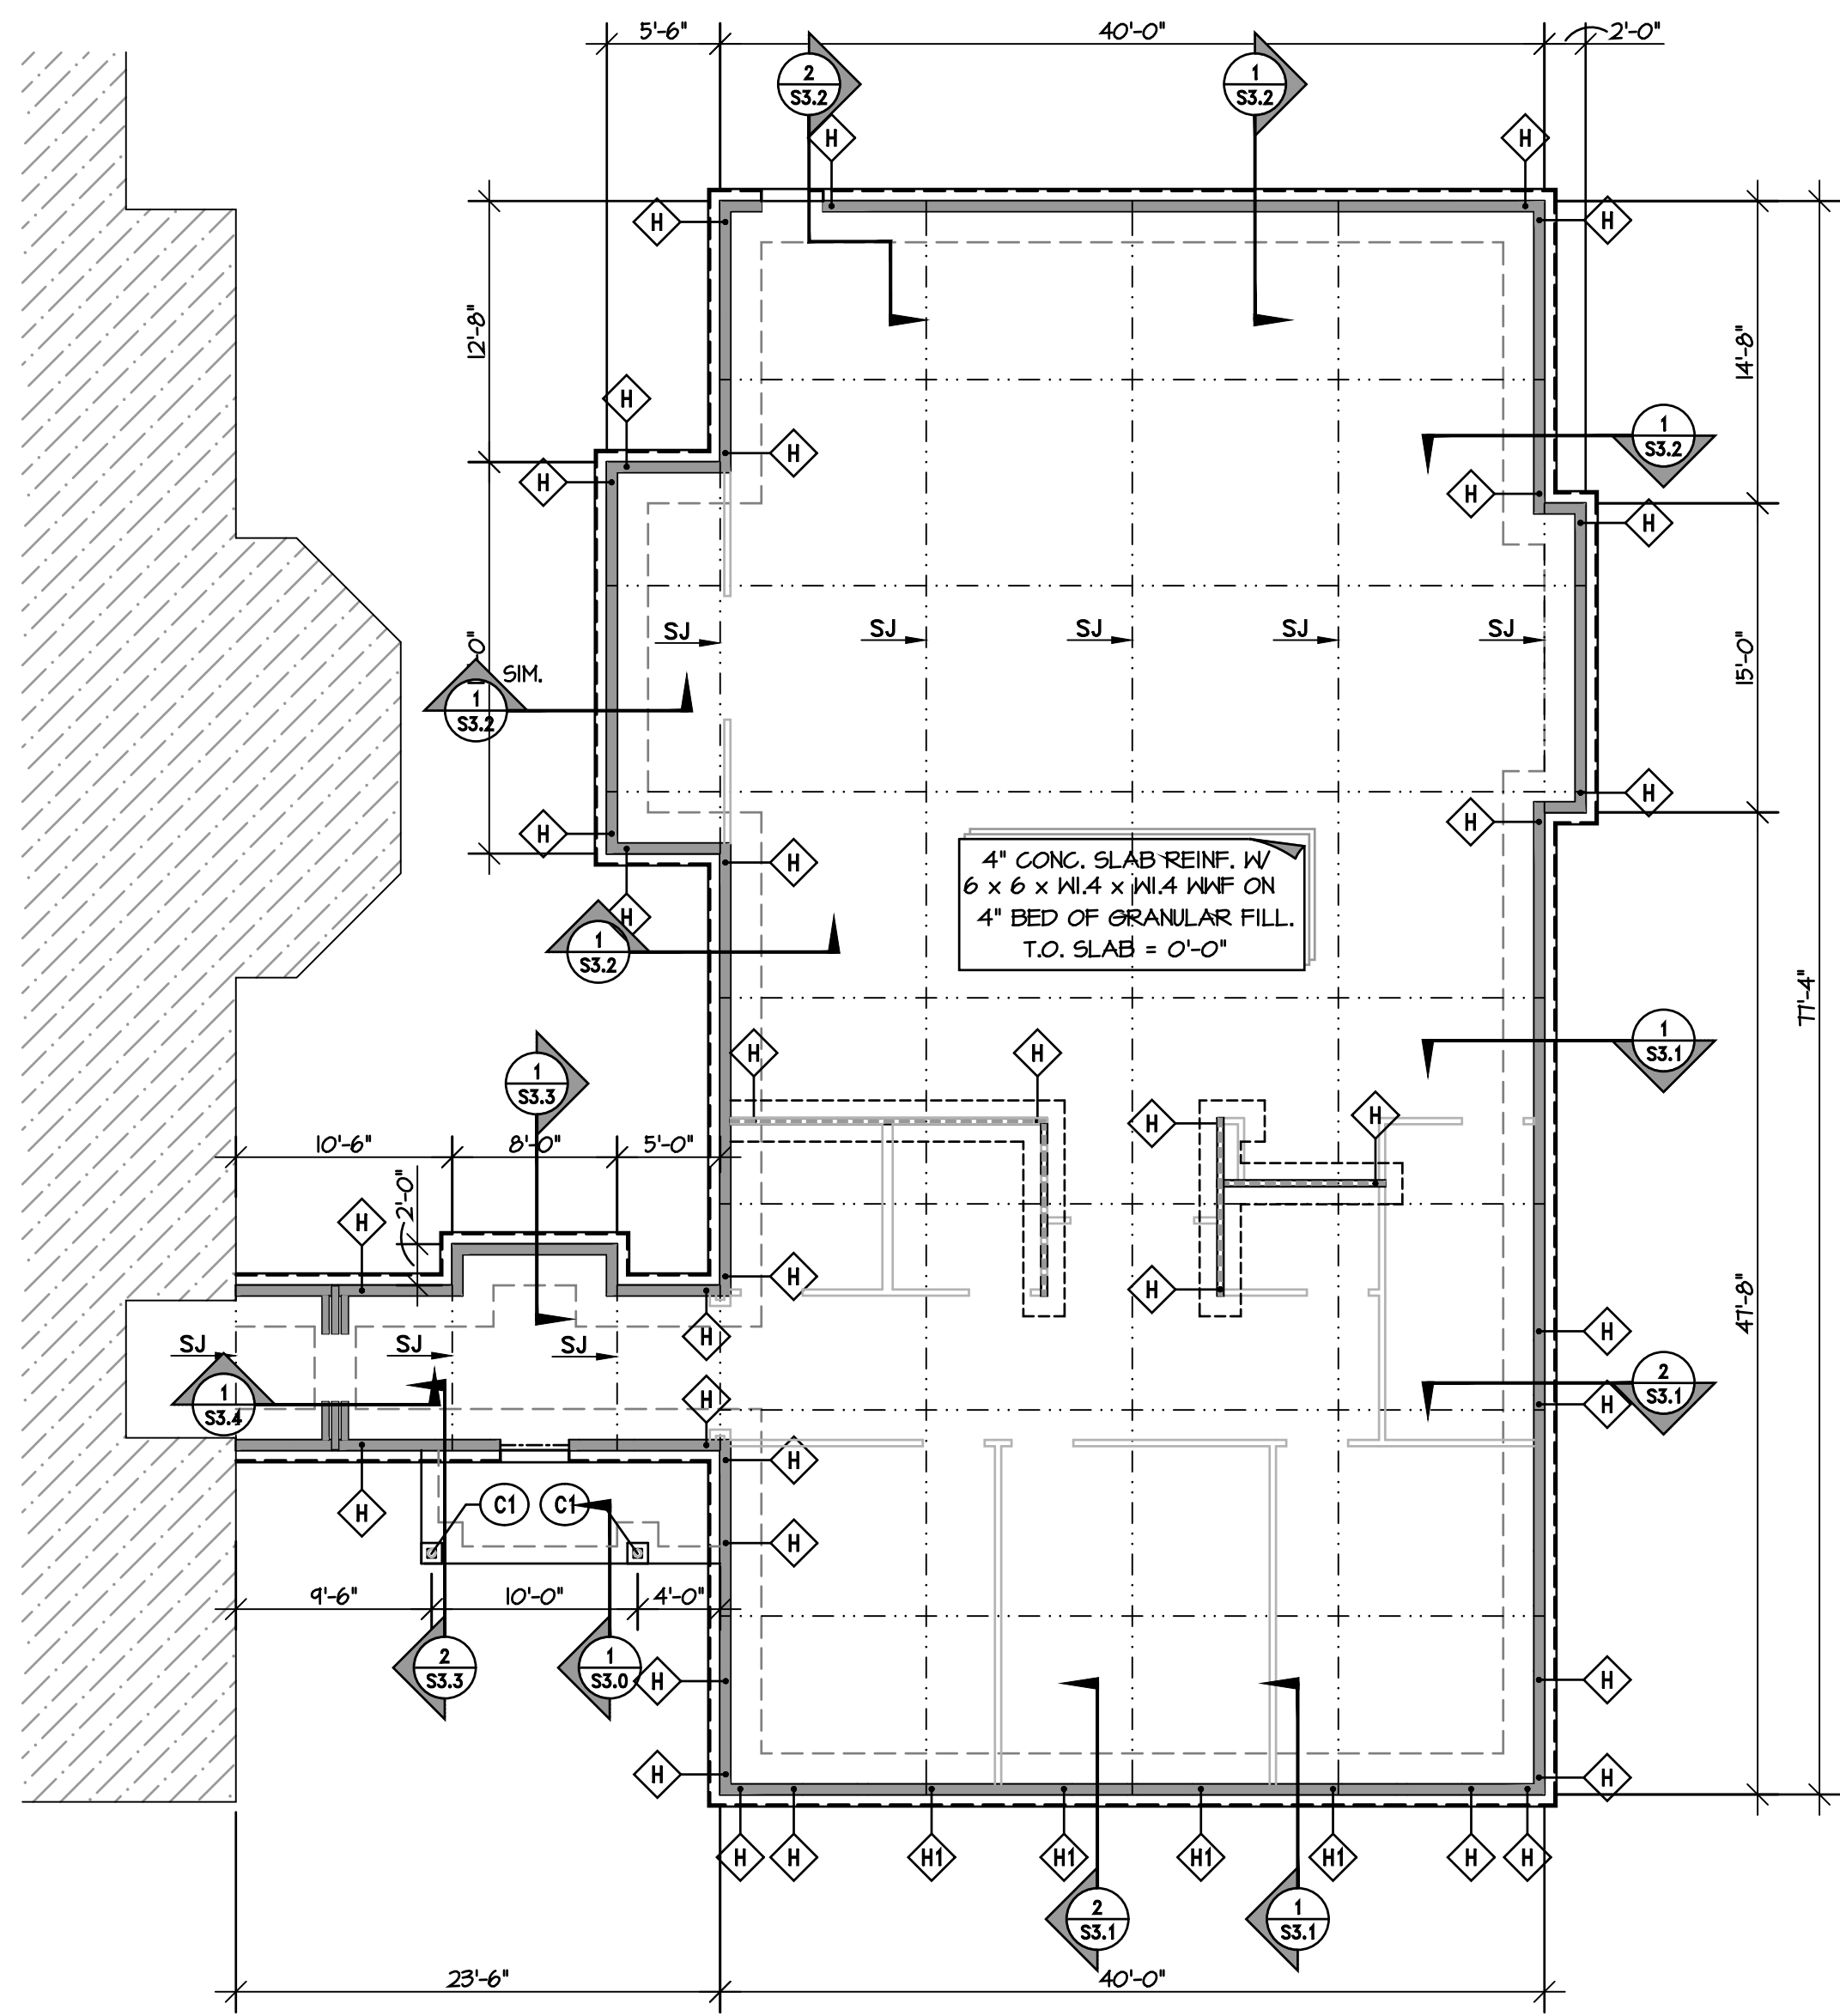 5'-6"
40'-0"
2'-0"
2
S3.2
1
S3.2
H
H
H
H
12'-8"
14'-8"
H
H
1
S3.2
H
H
H
SJ
SJ
SJ
SJ
SJ
0"
SIM.
1
S3.2
15'-0"
H
H
H
H
H
1
S3.2
4" CONC. SLAB REINF. W/
6 x 6 x W1.4 x W1.4 WWF ON
4" BED OF GRANULAR FILL.
T.O. SLAB = 0'-0"
77'-4"
1
S3.3
H
H
1
S3.1
H
H
10'-6"
8'-0"
5'-0"
2'-0"
H
H
H
H
H
47'-8"
SJ
SJ
SJ
1
S3.4
H
H
2
S3.1
H
H
C1
C1
H
9'-6"
10'-0"
4'-0"
2
S3.3
1
S3.0
H
H
H
H
H
H
H1
H1
H1
H1
H
H
2
S3.1
1
S3.1
23'-6"
40'-0"